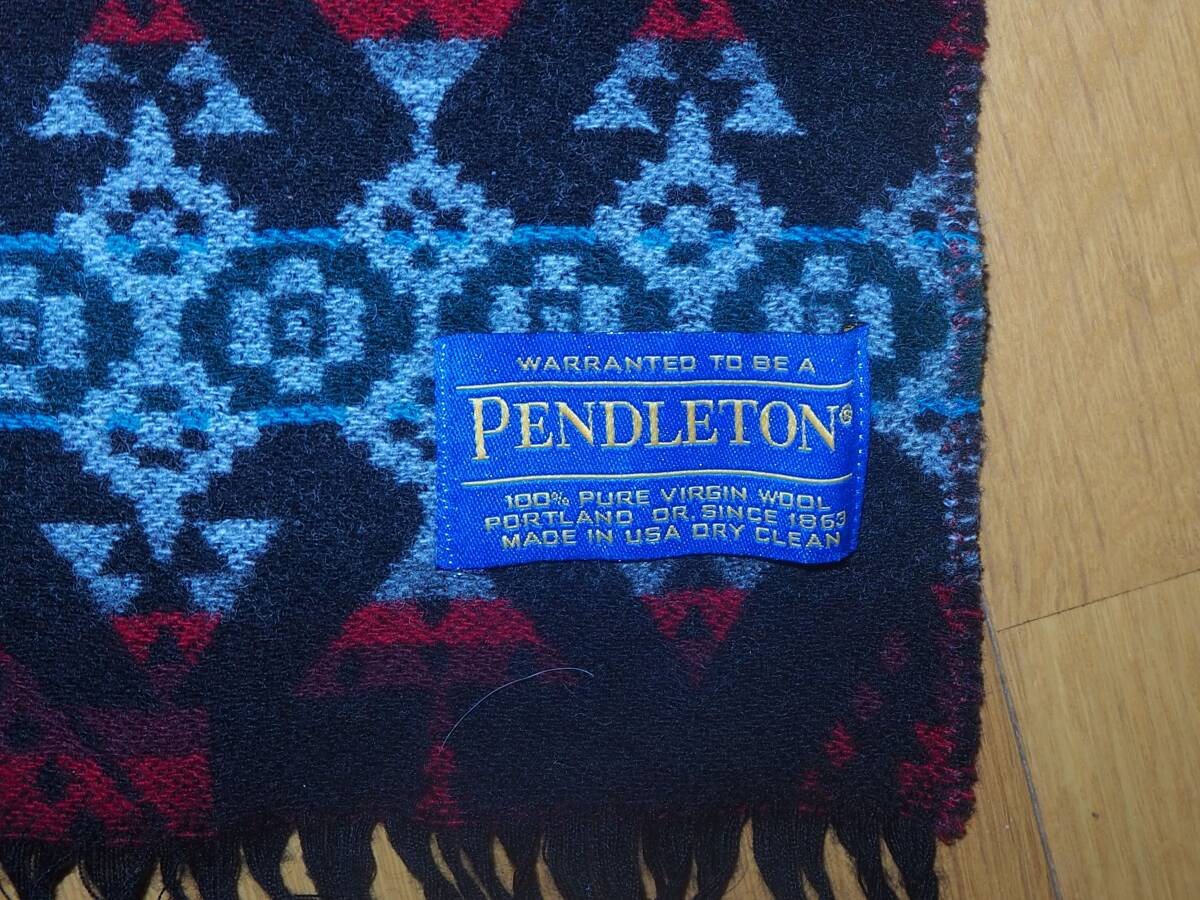 WARRANTED TO BE A
PENDLETON®
100% PURE VIRGIN WOOL
PORTLAND OR. SINCE 1863
MADE IN USA DRY CLEAN